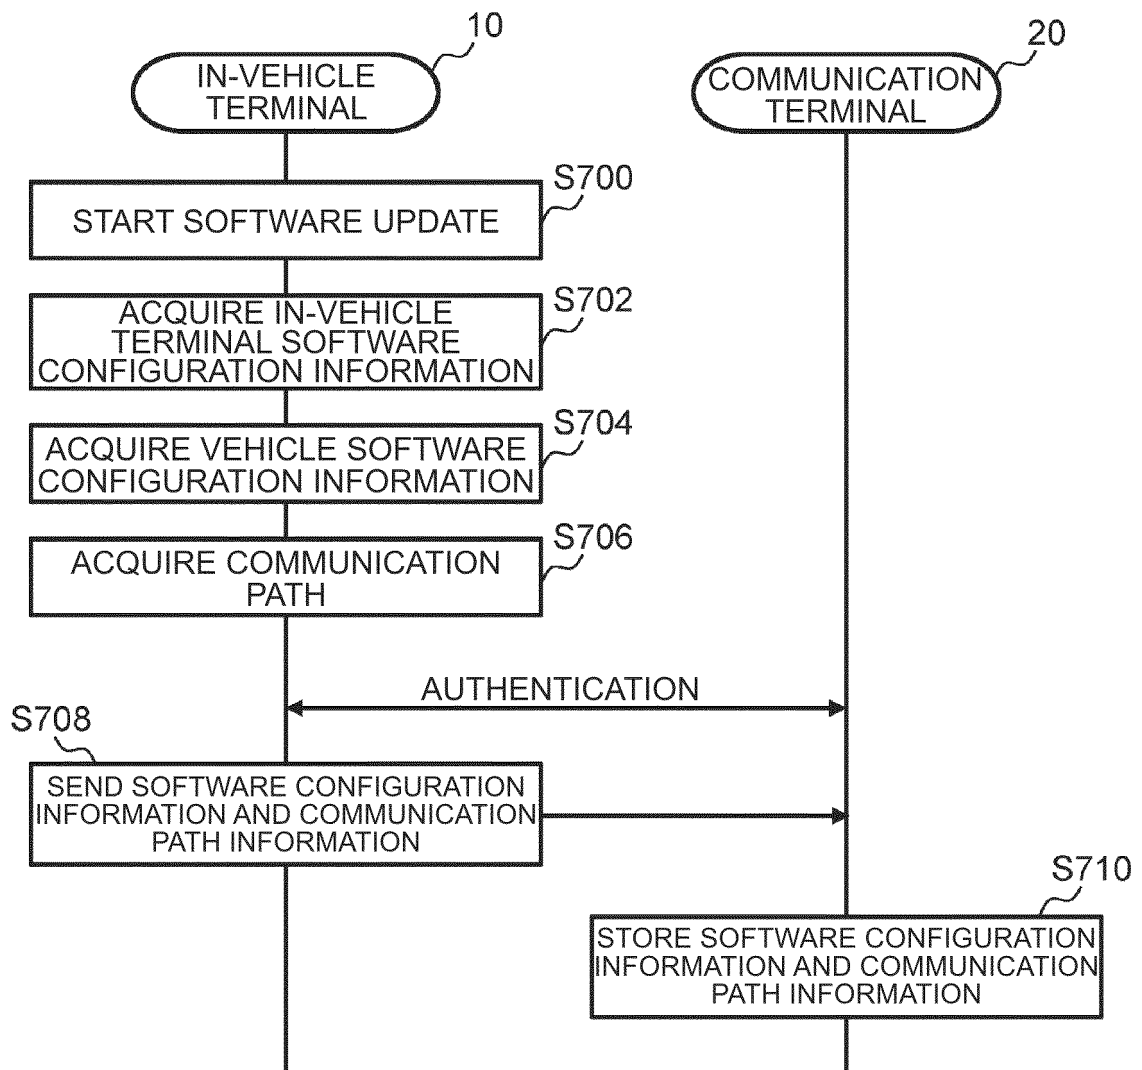 10
IN-VEHICLE
TERMINAL
20
COMMUNICATION
TERMINAL
S700
START SOFTWARE UPDATE
S702
ACQUIRE IN-VEHICLE
TERMINAL SOFTWARE
CONFIGURATION INFORMATION
S704
ACQUIRE VEHICLE SOFTWARE
CONFIGURATION INFORMATION
S706
ACQUIRE COMMUNICATION
PATH
AUTHENTICATION
S708
SEND SOFTWARE CONFIGURATION
INFORMATION AND COMMUNICATION
PATH INFORMATION
S710
STORE SOFTWARE CONFIGURATION
INFORMATION AND COMMUNICATION
PATH INFORMATION